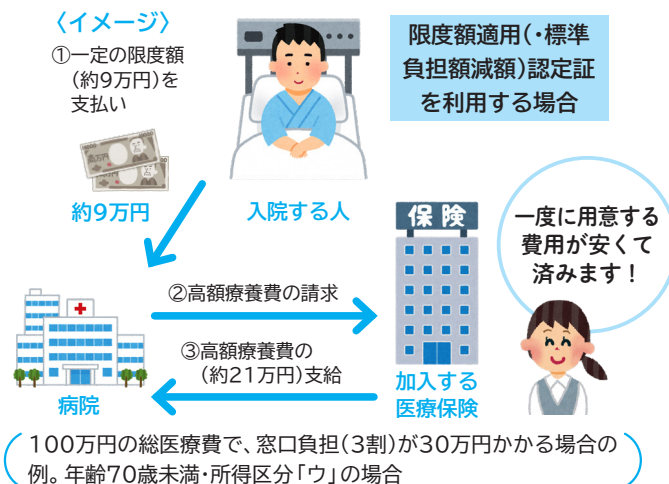 〈イメージ〉
①一定の限度額
（約9万円）を
支払い
約9万円
入院する人
限度額適用（・標準
負担額減額）認定証
を利用する場合
保険
一度に用意する
費用が安くて
済みます！
②高額療養費の請求
③高額療養費の
（約21万円）支給
病院
加入する
医療保険
100万円の総医療費で、窓口負担（3割）が30万円かかる場合の
例。年齢70歳未満・所得区分「ウ」の場合